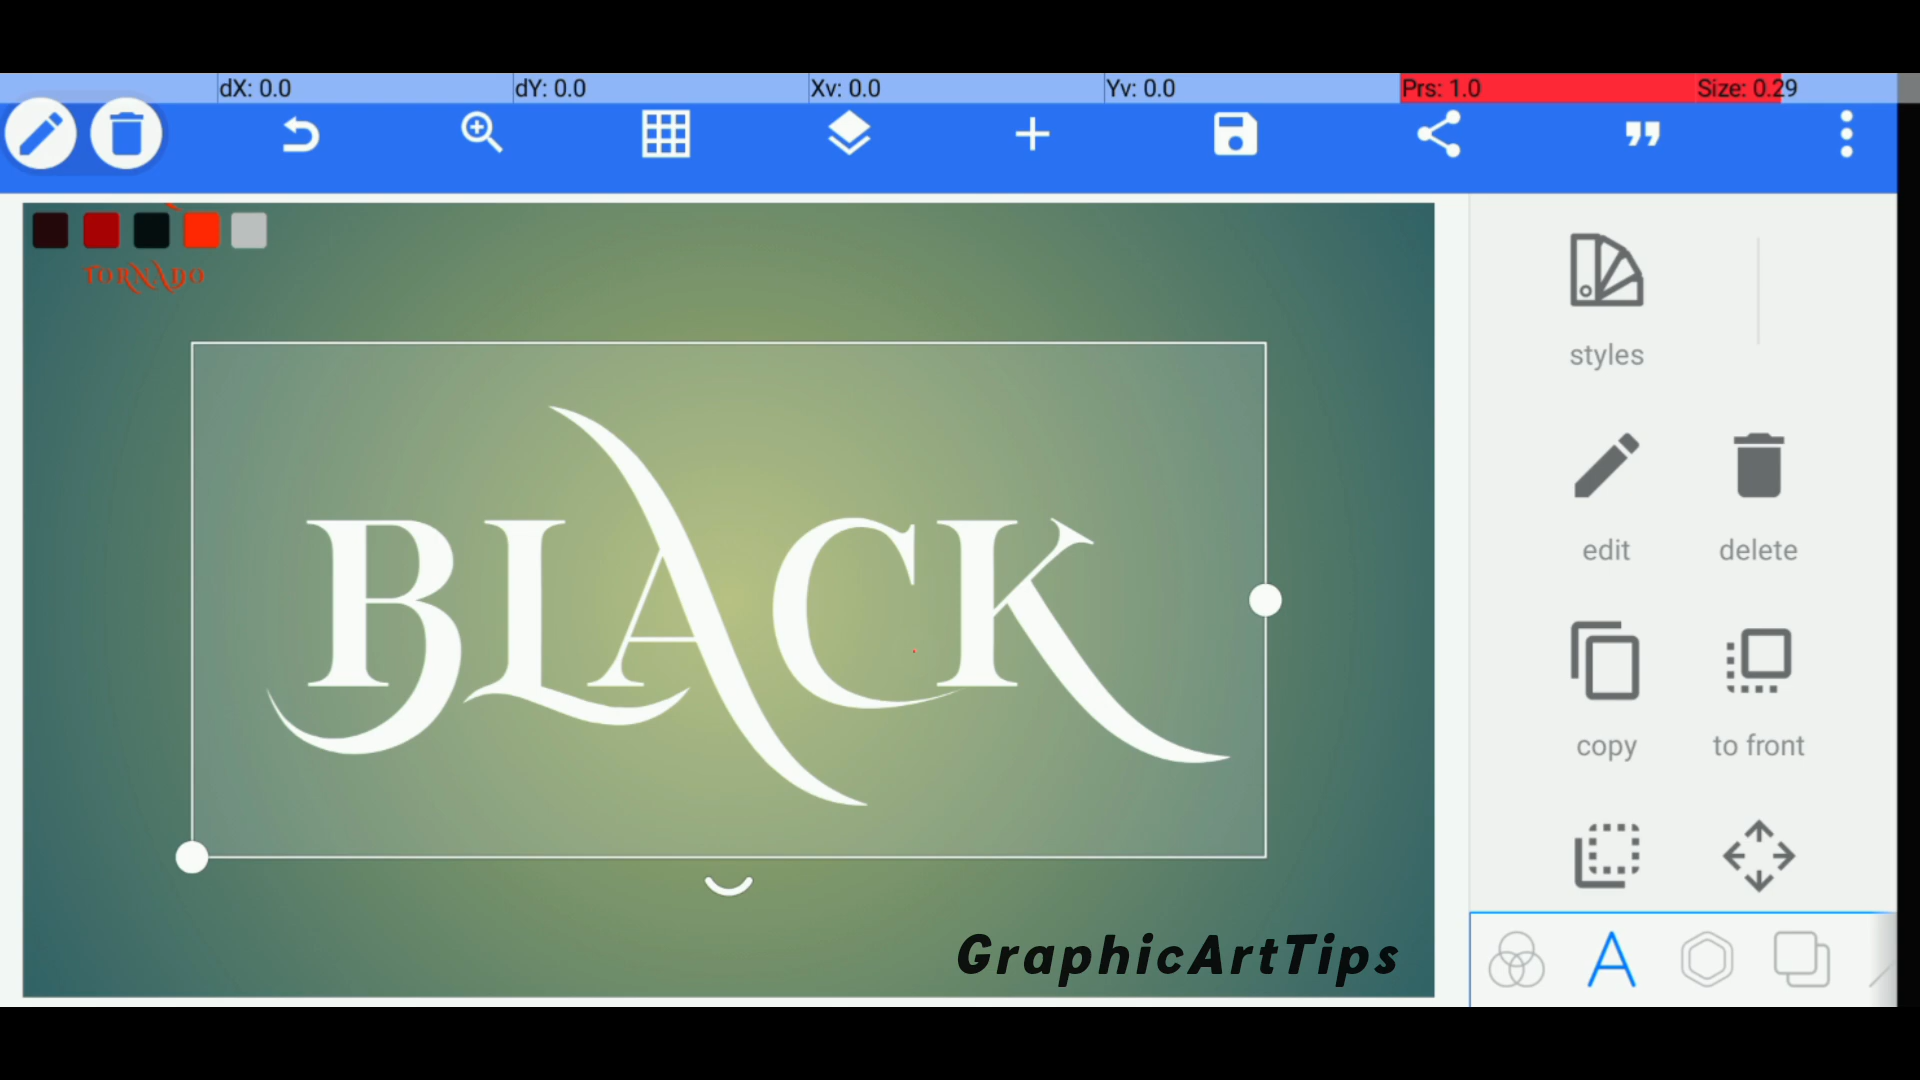 dX: 0.0 dY: 0.0 Xv: 0.0 Yv: 0.0 Prs: 1.0 Size: 0.29
TORNADO
styles
BLACK
edit delete
copy to front
GraphicArtTips